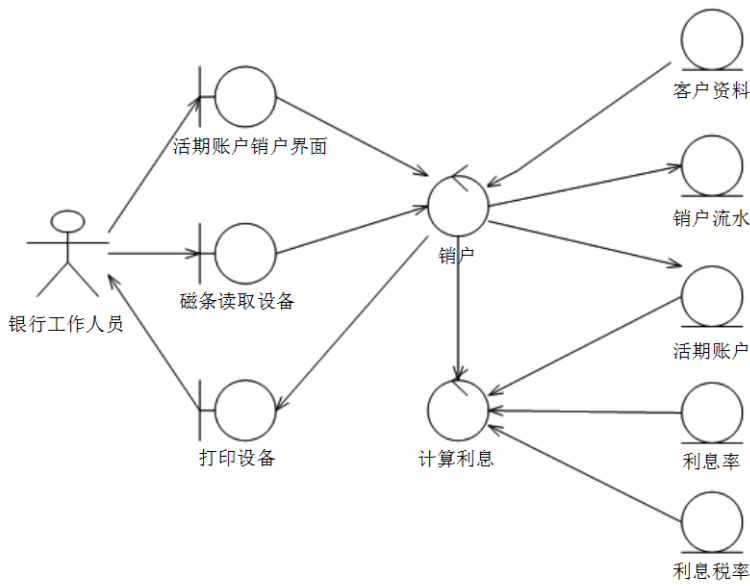 客户资料
活期账户销户界面
销户流水
销户
磁条读取设备
银行工作人员
活期账户
打印设备
计算利息
利息率
利息税率